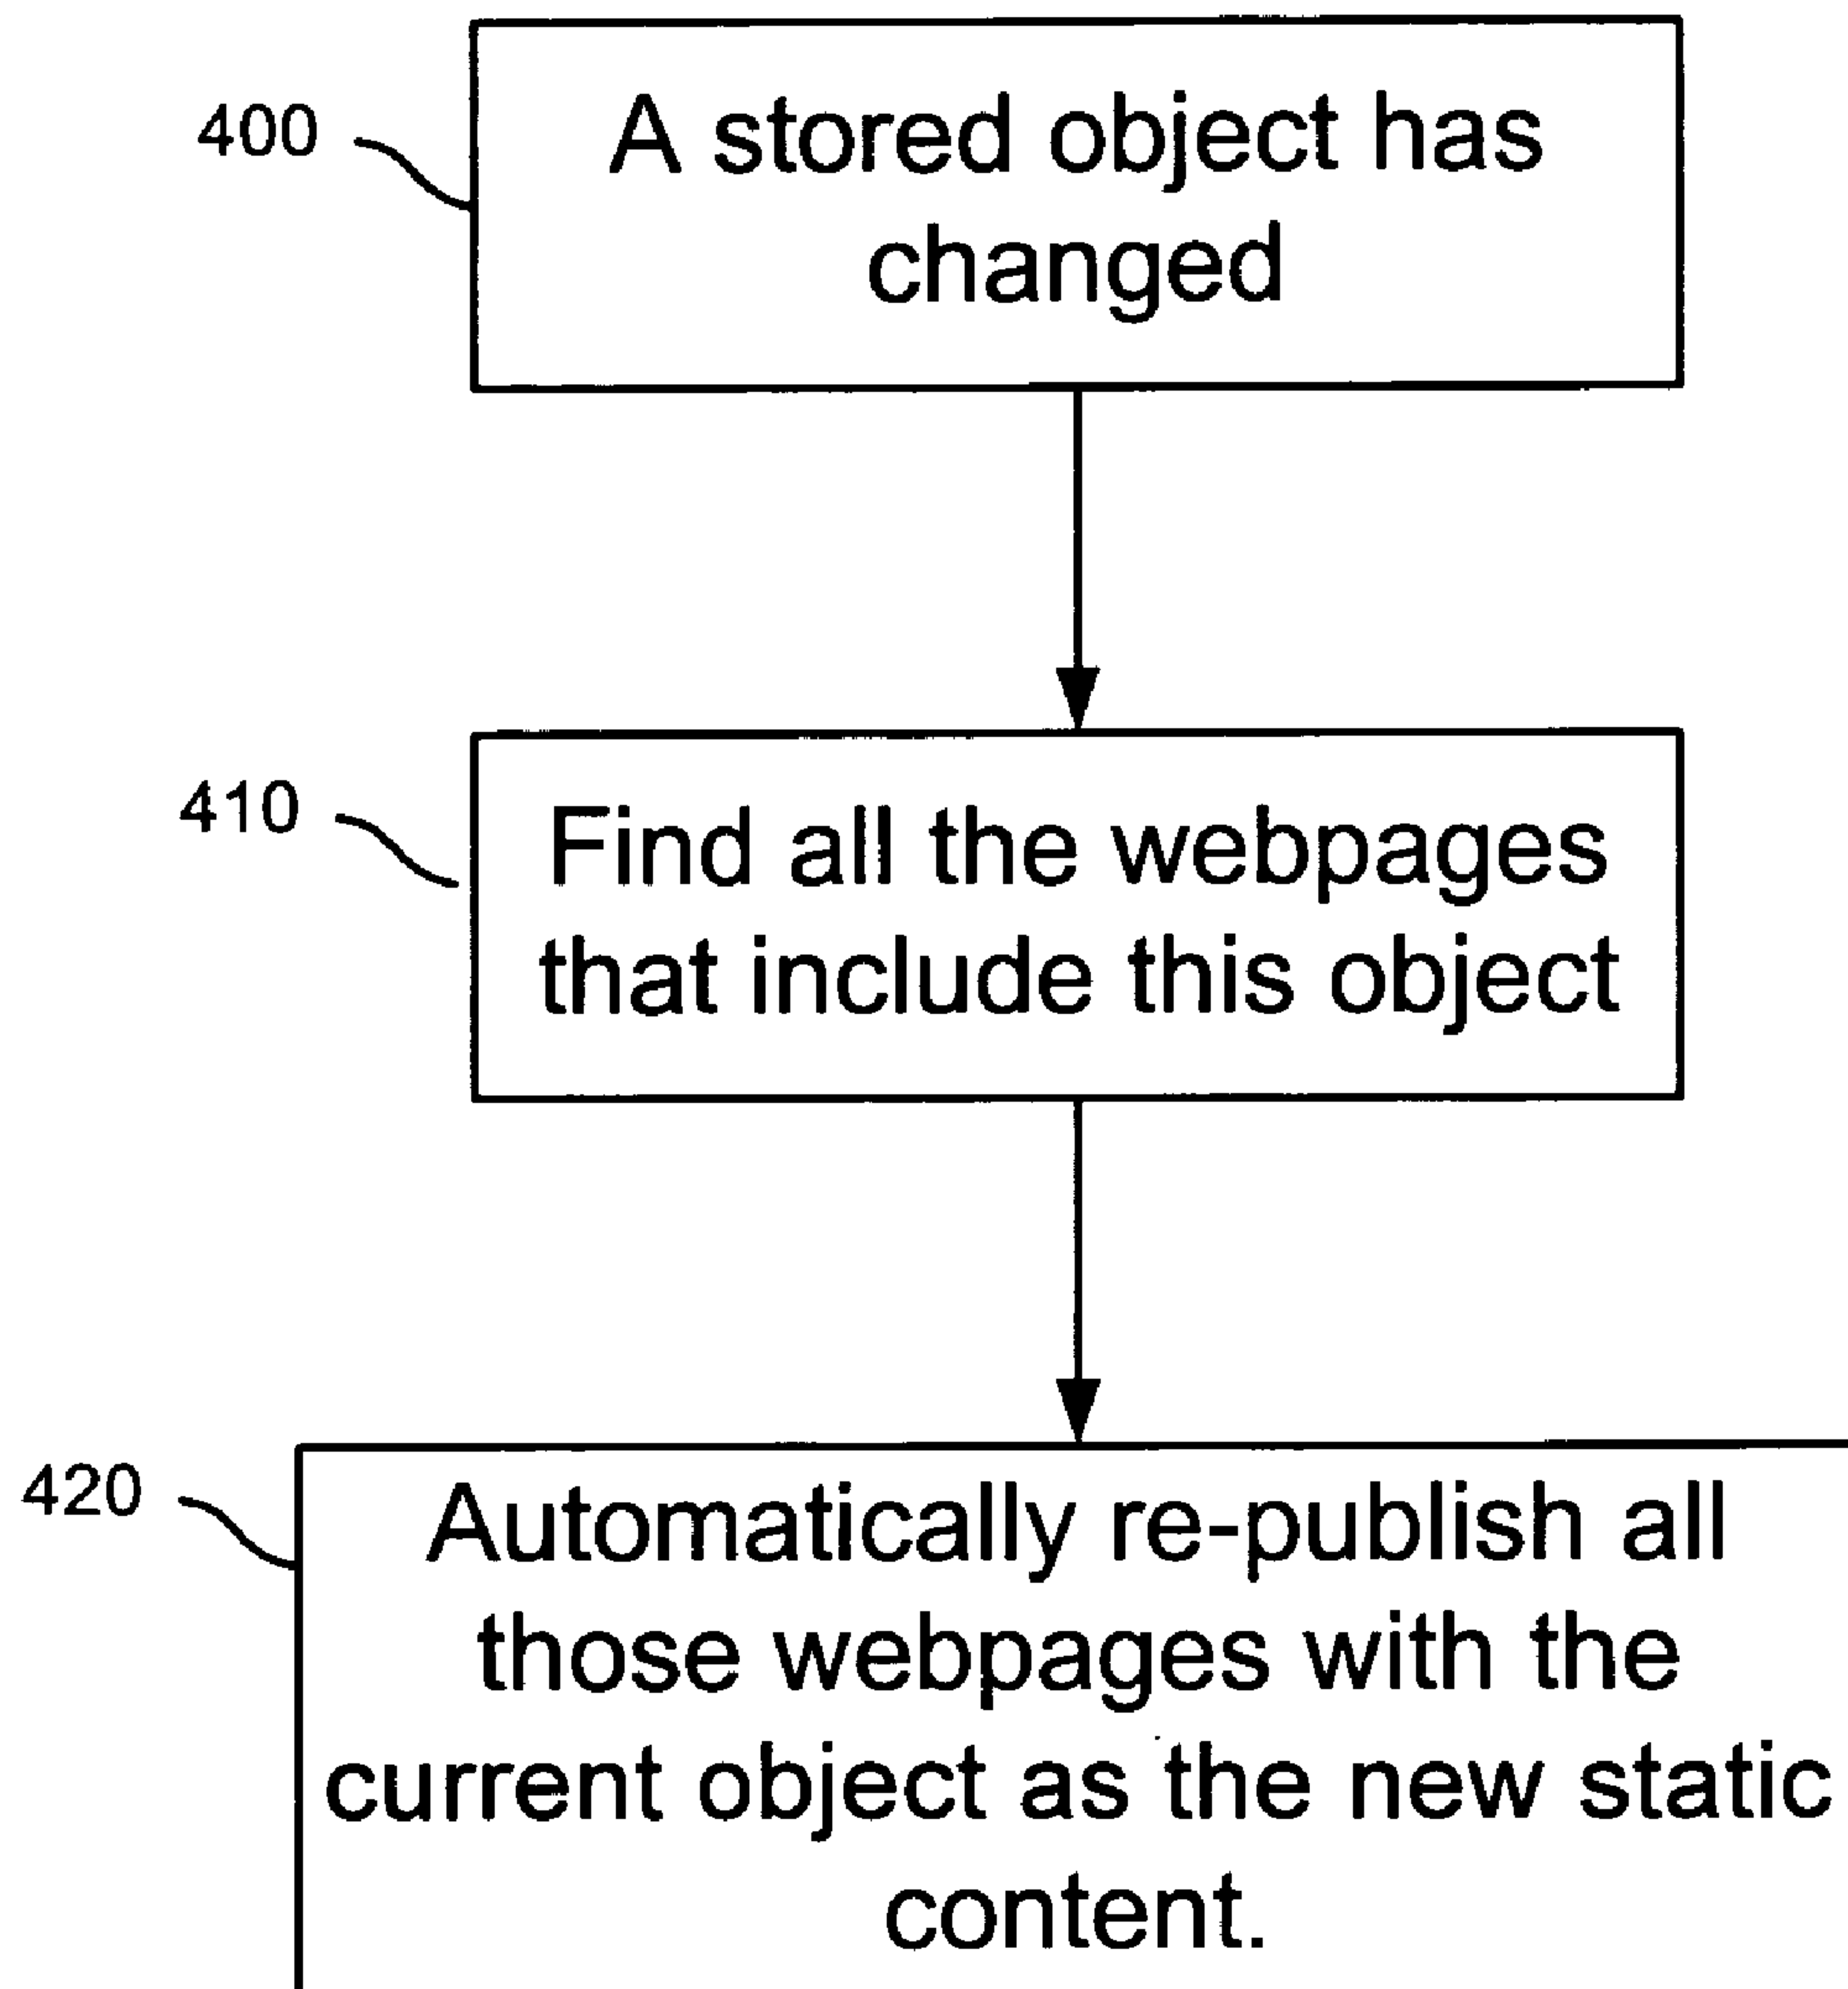 400
A stored object has
changed
410
Find all the webpages
that include this object
420
Automatically re-publish all
those webpages with the
current object as the new static
content.